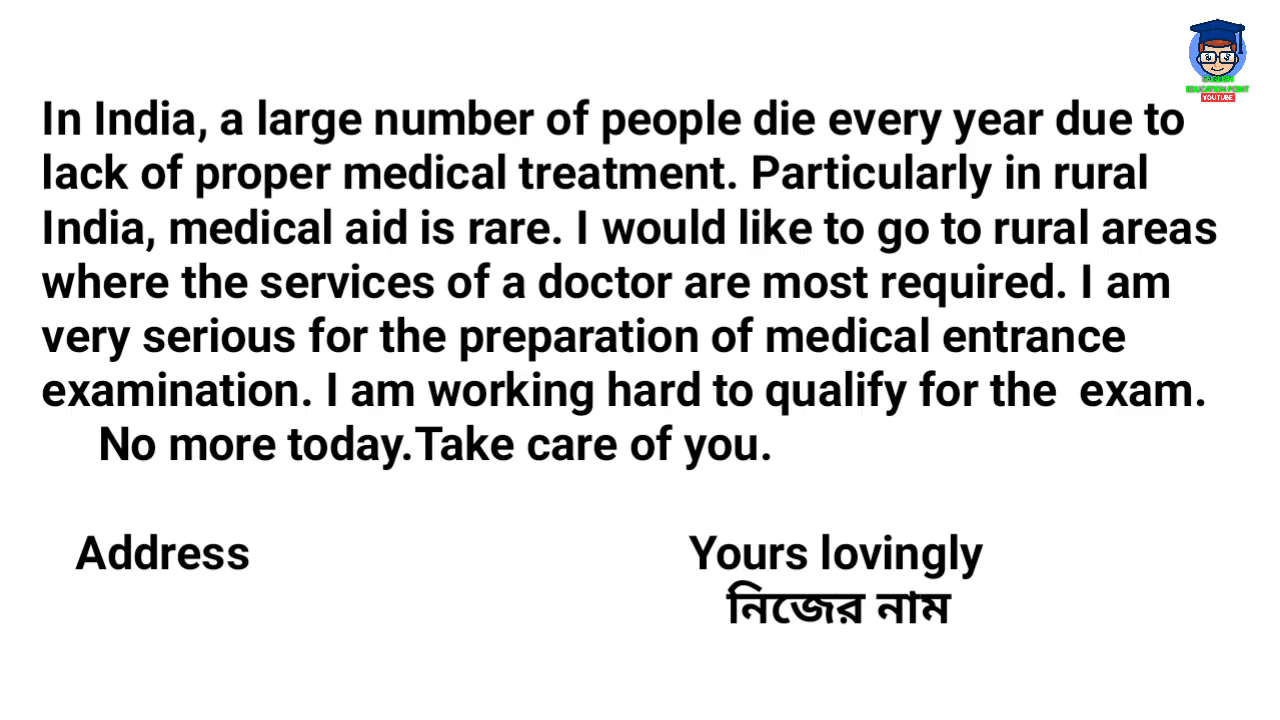 In India, a large number of people die every year due to
lack of proper medical treatment. Particularly in rural
India, medical aid is rare. I would like to go to rural areas
where the services of a doctor are most required. I am
very serious for the preparation of medical entrance
examination. I am working hard to qualify for the  exam.
No more today.Take care of you.
Address Yours lovingly
নিজের নাম
EDUCATION POINT
YOUTUBE